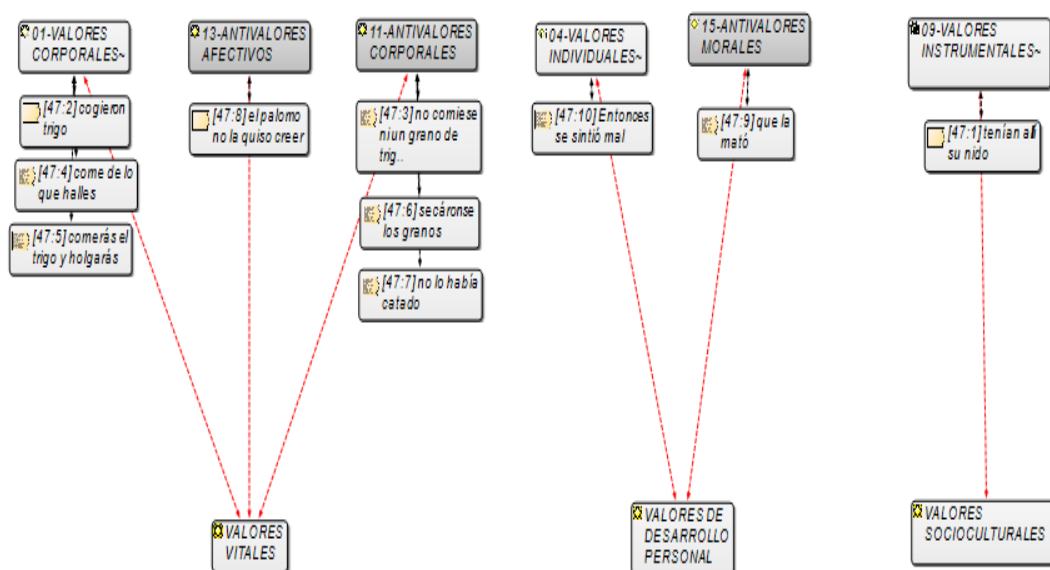 01-VALORES
CORPORALES~
13-ANTIVALORES
AFECTIVOS
11-ANTIVALORES
CORPORALES
04-VALORES
INDIVIDUALES~
15-ANTIVALORES
MORALES
09-VALORES
INSTRUMENTALES~
[47:2] cogieron
trigo
[47:4] come de lo
que halles
[47:5] comerás el
trigo y holgarás
[47:8] el palomo
no la quiso creer
[47:3] no comiese
ni un grano de
trig..
[47:6] secáronse
los granos
[47:7] no lo había
catado
[47:10] Entonces
se sintió mal
[47:9] que la
mató
[47:1] tenían allí
su nido
VALORES
VITALES
VALORES DE
DESARROLLO
PERSONAL
VALORES
SOCIOCULTURALES